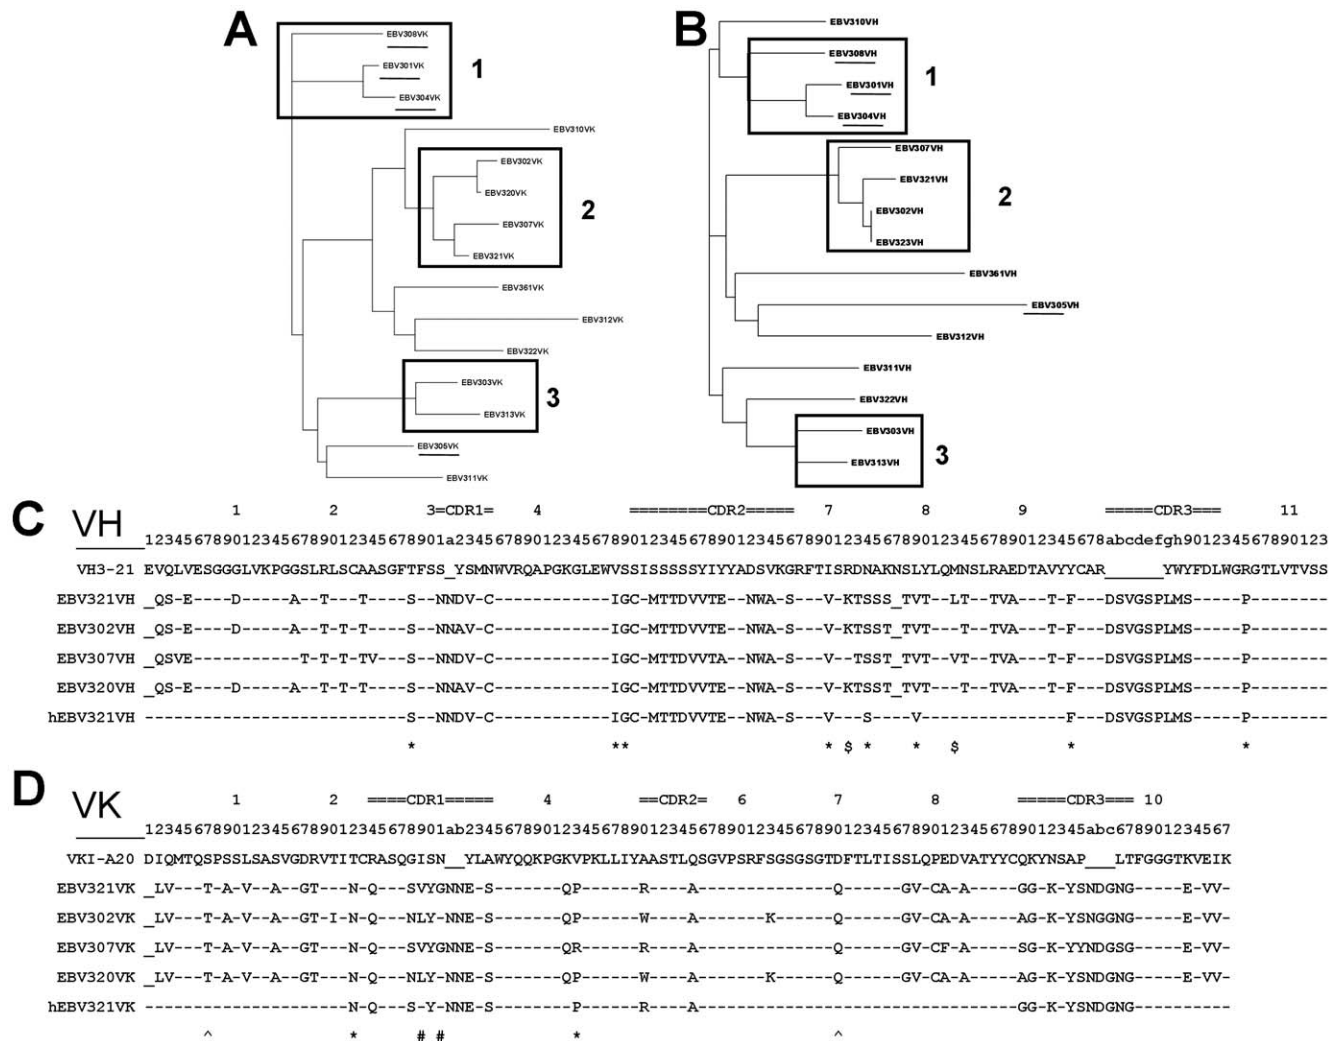 A
EBV308VK
EBV301VK
1
EBV304VK
EBV310VK
EBV302VK
EBV320VK
2
EBV307VK
EBV321VK
EBV361VK
EBV312VK
EBV322VK
EBV303VK
3
EBV313VK
EBV305VK
EBV311VK
B
EBV310VH
EBV308VH
1
EBV301VH
EBV304VH
EBV307VH
EBV321VH
2
EBV302VH
EBV323VH
EBV361VH
EBV305VH
EBV312VH
EBV311VH
EBV322VH
EBV303VH
3
EBV313VH
C VH
1 2 3=CDR1= 4 ========CDR2====== 7 8 9 =====CDR3==== 11
1234567890123456789012345678901a2345678901234567890123456789012345678901234567890123456789012345678abcdefgh90123456789 0123
VH3-21 EVQLVESGGGLVKPGGSLRLSCAASGFTFSS_YSMNWVRQAPGKGLEWVSSISSSSSYIYYADSVKGRFTISRDNAKNSLYLQMNSLRAEDTAVYYCAR______YWYFDLWGRGTLVTVSS
EBV321VH _QS-E----D-----A--T---T----S--NNDV-C------------IGC-MTTDVVTE--NWA-S---V-KTSSS_TVT--LT--TVA---T-F---DSVGSPLMS-----P--------
EBV302VH _QS-E----D-----A--T-T-T----S--NNAV-C------------IGC-MTTDVVTE--NWA-S---V-KTSST_TVT---T--TVA---T-F---DSVGSPLMS-----P--------
EBV307VH _QSVE-----------T-T-TV---S--NNDV-C------------IGC-MTTDVVTA--NWA-S---V-TSST_TVT--VT--TVA---T-F---DSVGSPLMS-----P--------
EBV320VH _QS-E----D-----A--T-T-T----S--NNAV-C------------IGC-MTTDVVTE--NWA-S---V-KTSST_TVT---T--TVA---T-F---DSVGSPLMS-----P--------
hEBV321VH ---------------------------S--NNDV-C------------IGC-MTTDVVTE--NWA-S---V---S----V---------------F---DSVGSPLMS-----P--------
* ** * $ * * $ * *
D VK
1 2 ====CDR1===== 4 ==CDR2== 6 7 8 =====CDR3==== 10
1234567890123456789012345678901ab2345678901234567890123456789012345678901234567890123456789012345abc678901234567
VKI-A20 DIQMTQSPSSLSASVGDRVTITCRASQGISN__YLAWYQQKPGKVPKLLIYAASTLQSGVPSRFSGSGSGTDFTLTISSLQPEDVATYYCQKYNSAP___LTFGGGTKVEIK
EBV321VK _LV---T-A-V--A--GT----N-Q---SVYGNNE-S-------QP------R----A--------------Q------GV-CA-A-----GG-K-YSNDGNG-----E-VV-
EBV302VK _LV---T-A-V--A--GT-I-N-Q---NLY-NNE-S-------QP------W----A-------K------Q------GV-CA-A-----AG-K-YSNGGNG-----E-VV-
EBV307VK _LV---T-A-V--A--GT---N-Q---SVYGNNE-S-------QR------R----A--------------Q------GV-CF-A-----SG-K-YYNDGSG-----E-VV-
EBV320VK _LV---T-A-V--A--GT---N-Q---NLY-NNE-S-------QP------W----A-------K------Q------GV-CA-A-----AG-K-YSNDGNG-----E-VV-
hEBV321VK ---------------------N-Q---S-Y-NNE-S--------P------R----A---------------------------------GG-K-YSNDGNG----------
^ * # # * ^